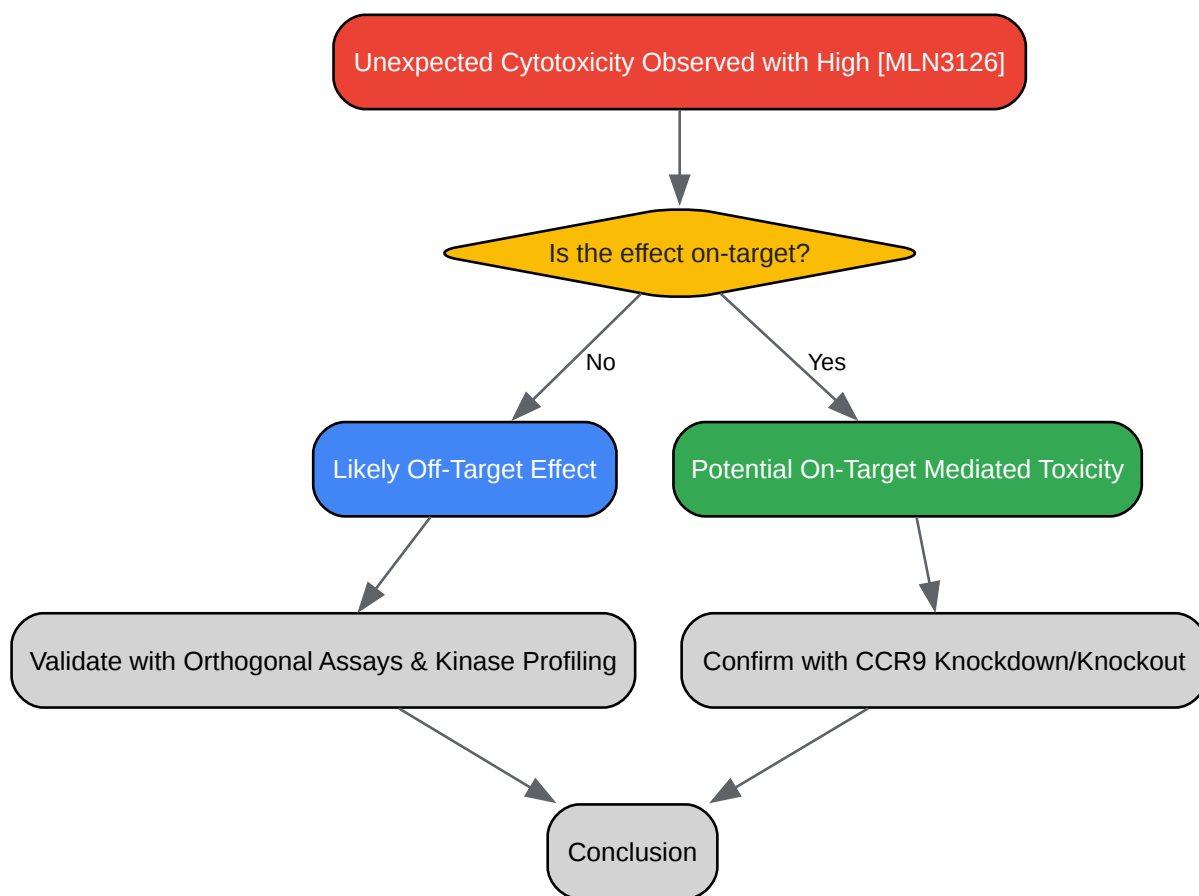 Unexpected Cytotoxicity Observed with High [MLN3126]
Is the effect on-target?
No
Yes
Likely Off-Target Effect
Potential On-Target Mediated Toxicity
Validate with Orthogonal Assays & Kinase Profiling
Confirm with CCR9 Knockdown/Knockout
Conclusion